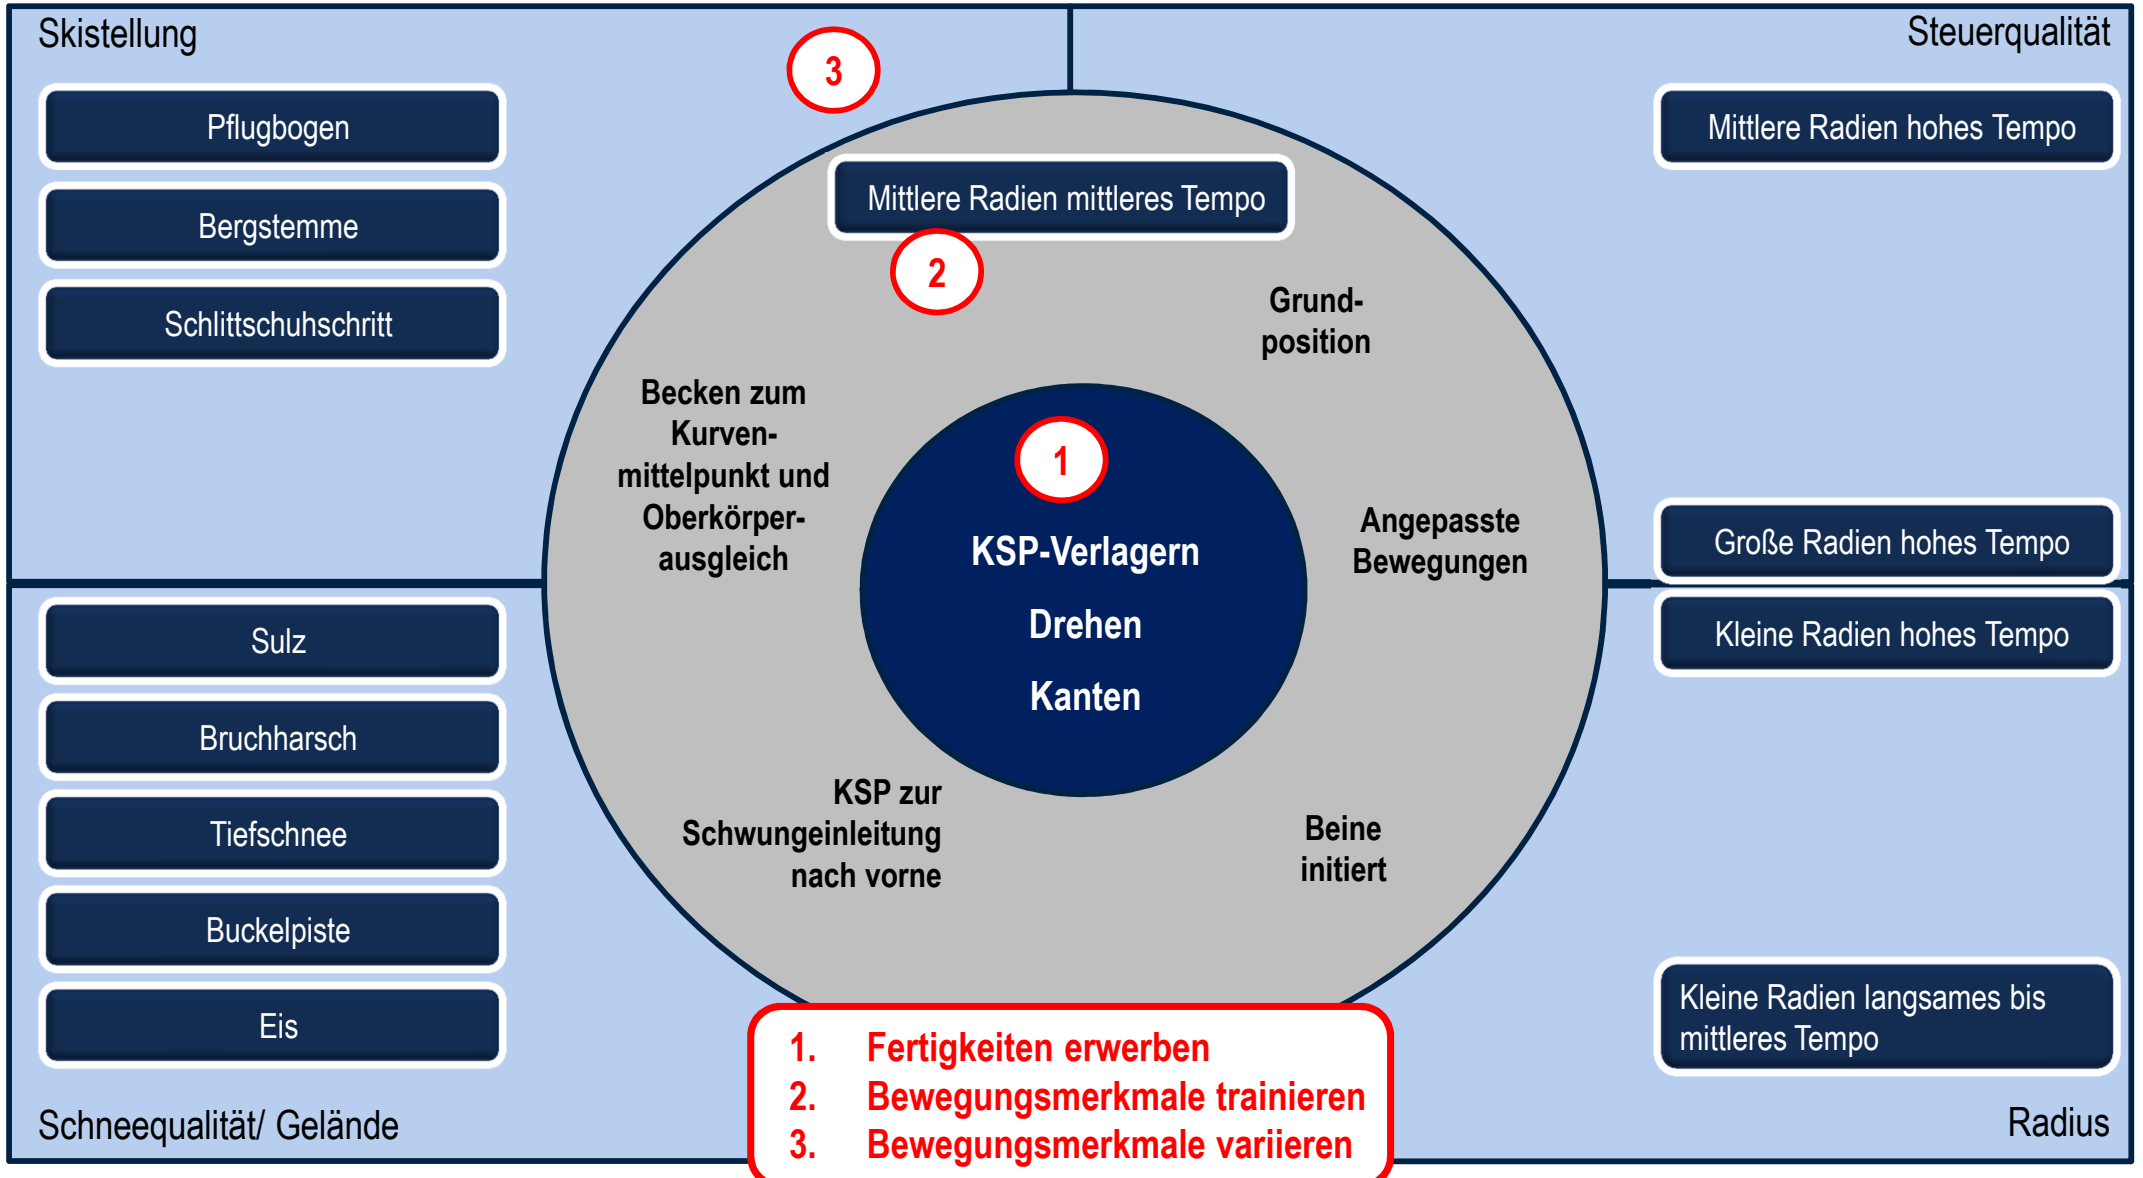 Skistellung
Steuerqualität
3
Pflugbogen
Mittlere Radien hohes Tempo
Mittlere Radien mittleres Tempo
Bergstemme
2
Schlittschuhschritt
Grund-
position
Becken zum
Kurven-
mittelpunkt und
Oberkörper-
ausgleich
1
KSP-Verlagern
Drehen
Kanten
Angepasste
Bewegungen
Große Radien hohes Tempo
Kleine Radien hohes Tempo
Sulz
Bruchharsch
Tiefschnee
Buckelpiste
Eis
KSP zur
Schwungeinleitung
nach vorne
Beine
initiert
Kleine Radien langsames bis
mittleres Tempo
1. Fertigkeiten erwerben
2. Bewegungsmerkmale trainieren
3. Bewegungsmerkmale variieren
Schneequalität/ Gelände
Radius